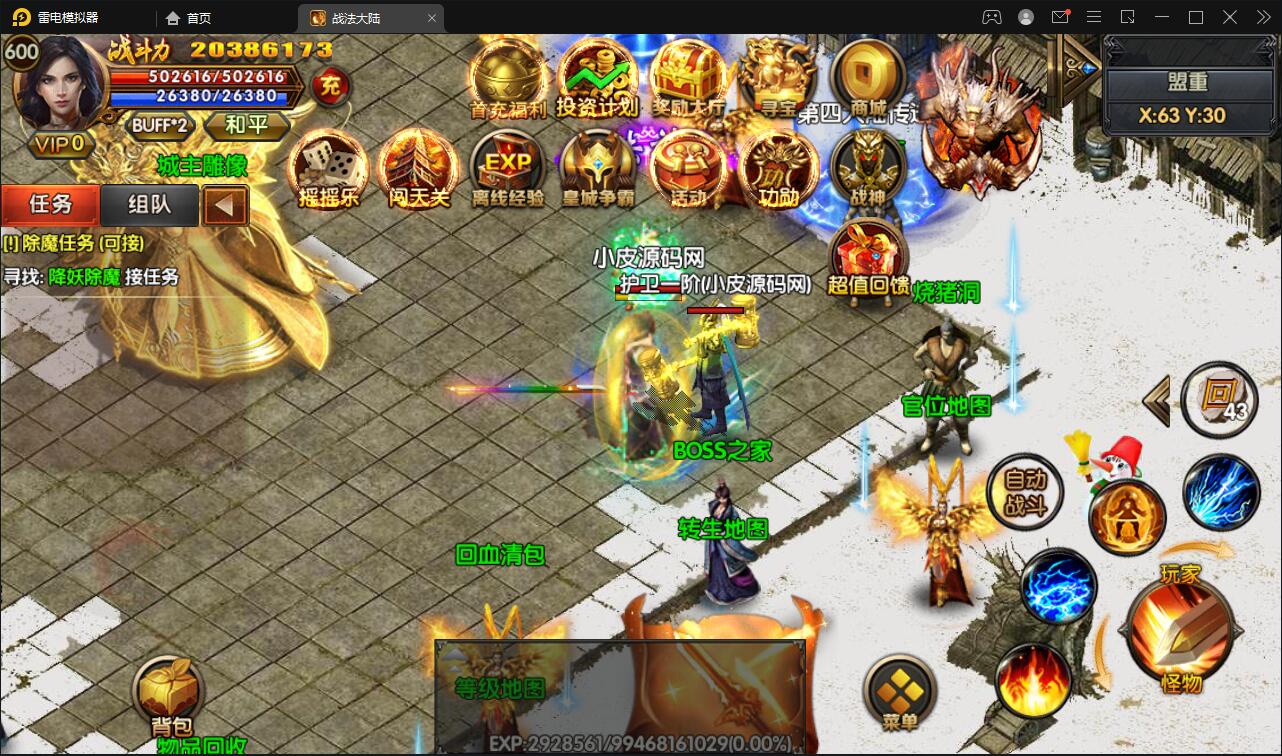 雷电模拟器
首页
战法大陆
600
战斗力 20386173
502616/502616
26380/26380
充
VIP 0
BUFF*2
和平
首充福利
投资计划
奖励大厅
寻宝
商城
盟重
X:63 Y:30
城主雕像
摇摇乐
闯天关
EXP
离线经验
皇城争霸
活动
功
功勋
战神
任务
组队
[!]除魔任务(可接)
寻找: 降妖除魔 接任务
小皮源码网
护卫一阶(小皮源码网)
超值回馈
烧猪洞
官位地图
回
43
BOSS之家
自动
战斗
转生地图
回血清包
玩家
怪物
等级地图
背包
菜单
物品回收
EXP:2928561/99468161029(0.00%)